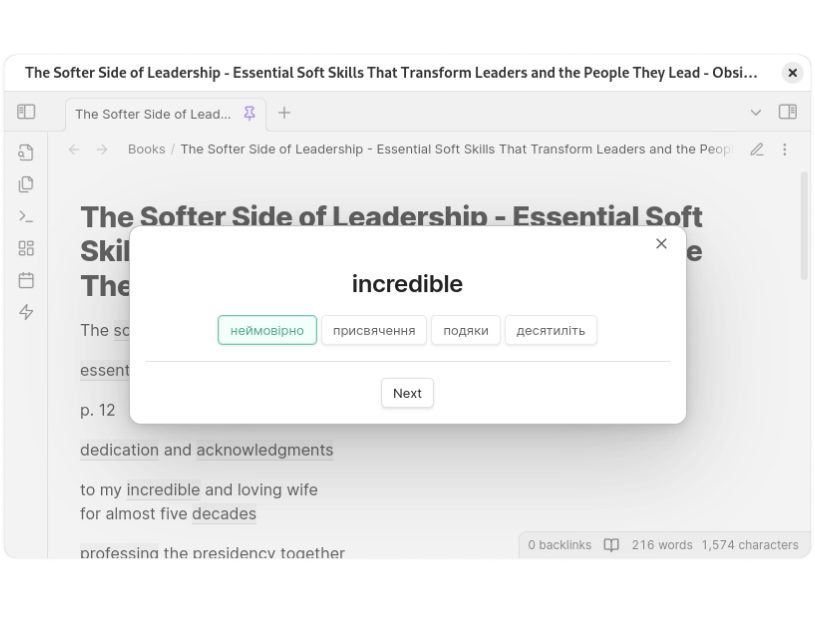 The Softer Side of Leadership - Essential Soft Skills That Transform Leaders and the People They Lead - Obsi...
The Softer Side of Lead...
Books / The Softer Side of Leadership - Essential Soft Skills That Transform Leaders and the Peop
The Softer Side of Leadership - Essential Soft
Skil
e
The
incredible
The so
неймовірно присвячення подяки десятиліть
essent
Next
p. 12
dedication and acknowledgments
to my incredible and loving wife
for almost five decades
professing the presidency together
0 backlinks 216 words 1,574 characters